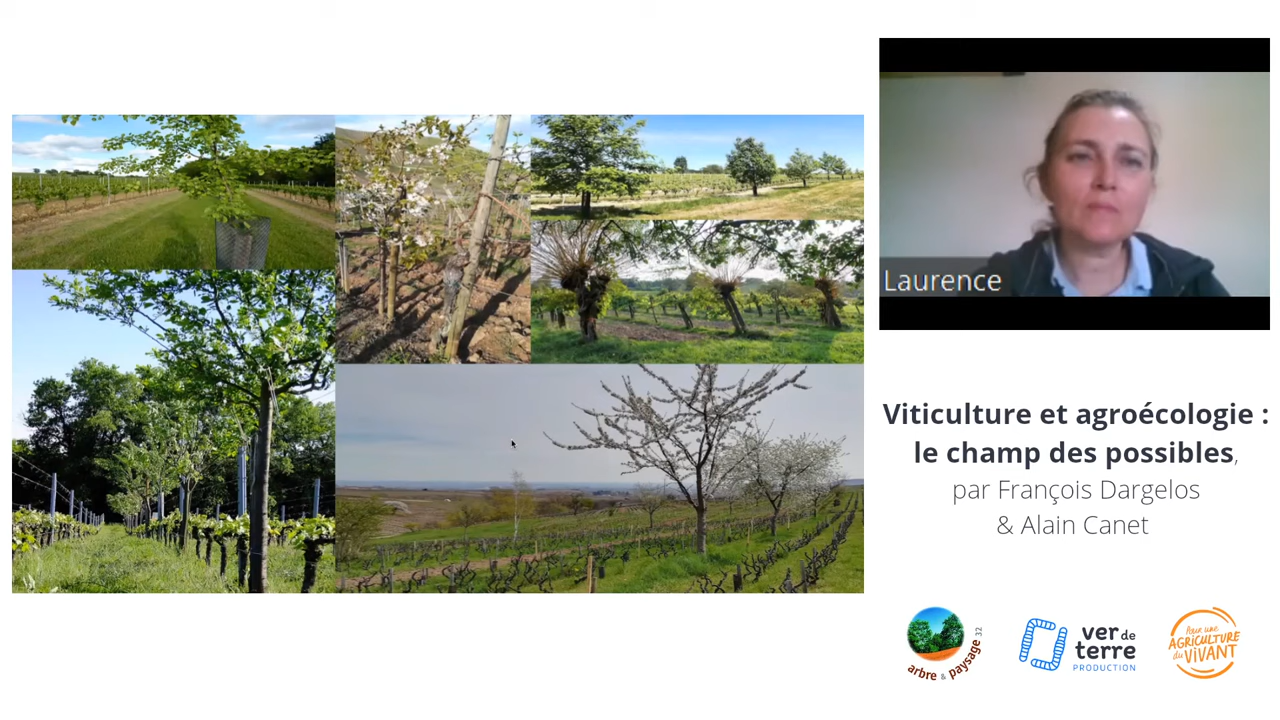 Laurence
Viticulture et agroécologie :
le champ des possibles,
par François Dargelos
& Alain Canet
arbre & paysage 32
ver de
terre
PRODUCTION
Pour une
AGRICULTURE
du VIVANT